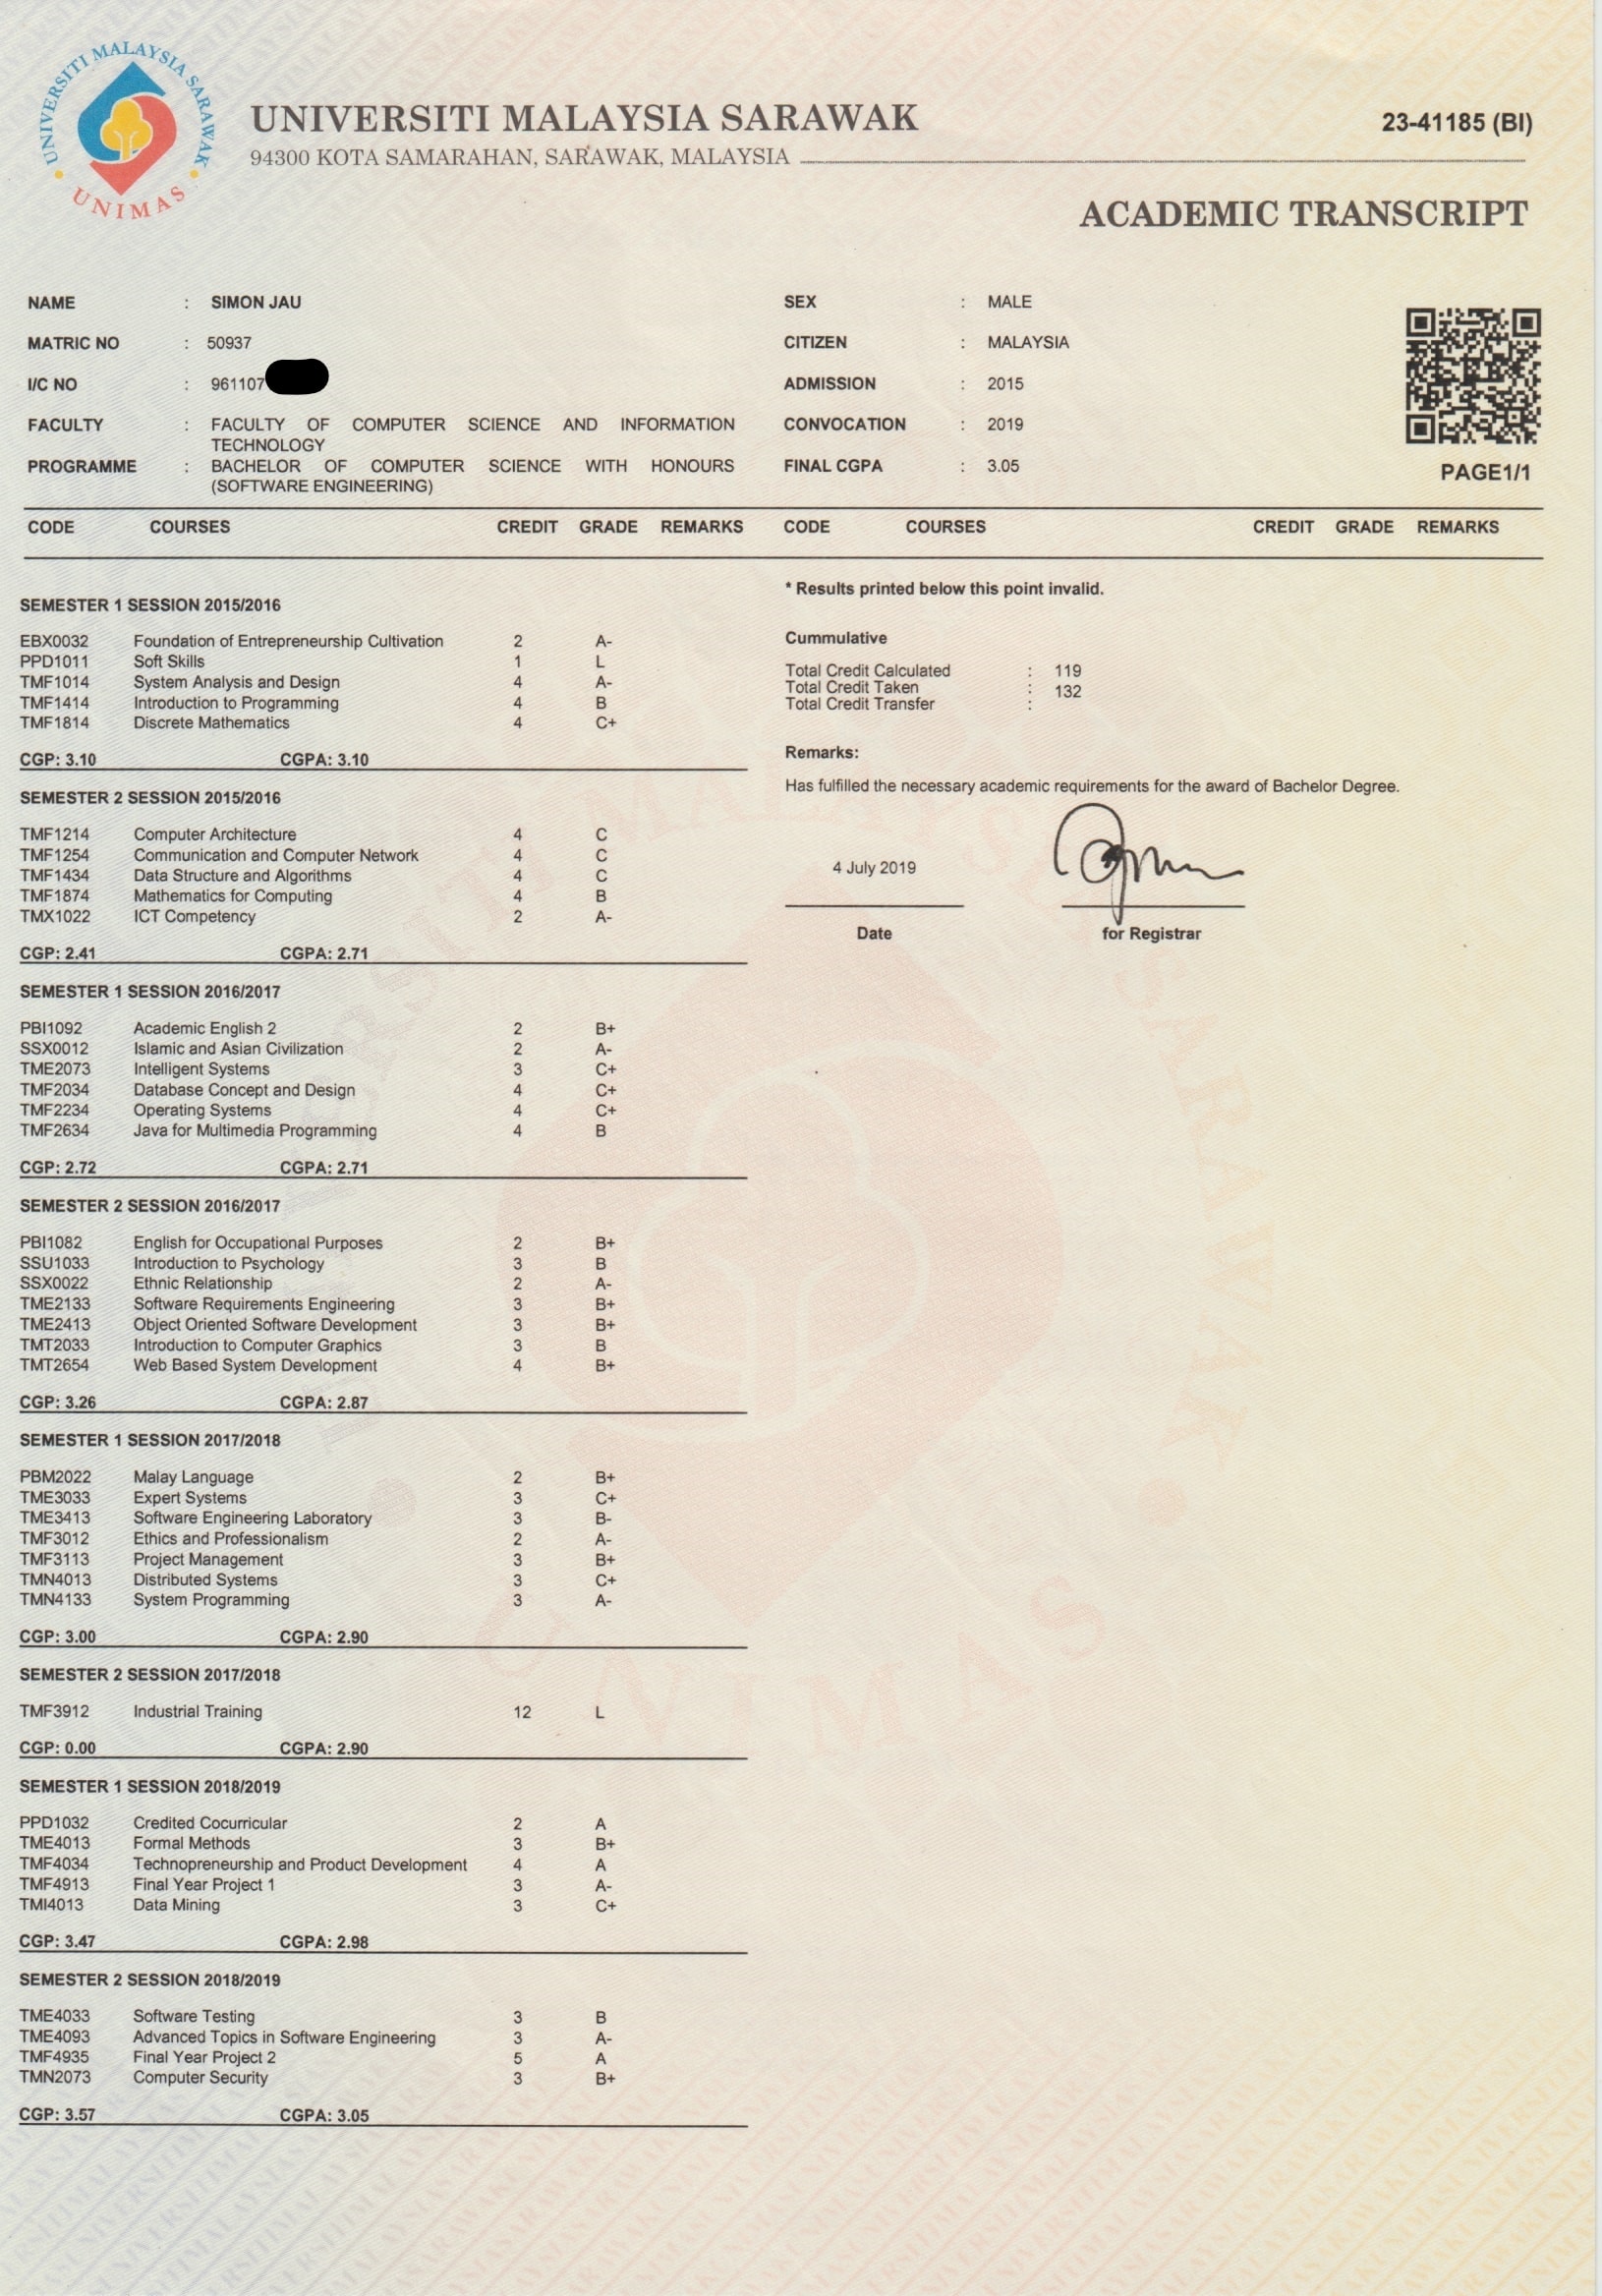 UNIVERSITI MALAYSIA SARAWAK
UNIMAS
UNIVERSITI MALAYSIA SARAWAK
23-41185 (BI)
94300 KOTA SAMARAHAN, SARAWAK, MALAYSIA
ACADEMIC TRANSCRIPT
NAME : SIMON JAU SEX : MALE
MATRIC NO : 50937 CITIZEN : MALAYSIA
I/C NO : 961107 ADMISSION : 2015
FACULTY : FACULTY OF COMPUTER SCIENCE AND INFORMATION CONVOCATION : 2019
TECHNOLOGY
PROGRAMME : BACHELOR OF COMPUTER SCIENCE WITH HONOURS FINAL CGPA : 3.05
(SOFTWARE ENGINEERING)
PAGE1/1
CODE COURSES CREDIT GRADE REMARKS CODE COURSES CREDIT GRADE REMARKS
SEMESTER 1 SESSION 2015/2016
EBX0032 Foundation of Entrepreneurship Cultivation 2 A-
PPD1011 Soft Skills 1 L
TMF1014 System Analysis and Design 4 A-
TMF1414 Introduction to Programming 4 B
TMF1814 Discrete Mathematics 4 C+
CGP: 3.10 CGPA: 3.10
SEMESTER 2 SESSION 2015/2016
TMF1214 Computer Architecture 4 C
TMF1254 Communication and Computer Network 4 C
TMF1434 Data Structure and Algorithms 4 C
TMF1874 Mathematics for Computing 4 B
TMX1022 ICT Competency 2 A-
CGP: 2.41 CGPA: 2.71
SEMESTER 1 SESSION 2016/2017
PBI1092 Academic English 2 2 B+
SSX0012 Islamic and Asian Civilization 2 A-
TME2073 Intelligent Systems 3 C+
TMF2034 Database Concept and Design 4 C+
TMF2234 Operating Systems 4 C+
TMF2634 Java for Multimedia Programming 4 B
CGP: 2.72 CGPA: 2.71
SEMESTER 2 SESSION 2016/2017
PBI1082 English for Occupational Purposes 2 B+
SSU1033 Introduction to Psychology 3 B
SSX0022 Ethnic Relationship 2 A-
TME2133 Software Requirements Engineering 3 B+
TME2413 Object Oriented Software Development 3 B+
TMT2033 Introduction to Computer Graphics 3 B
TMT2654 Web Based System Development 4 B+
CGP: 3.26 CGPA: 2.87
SEMESTER 1 SESSION 2017/2018
PBM2022 Malay Language 2 B+
TME3033 Expert Systems 3 C+
TME3413 Software Engineering Laboratory 3 B-
TMF3012 Ethics and Professionalism 2 A-
TMF3113 Project Management 3 B+
TMN4013 Distributed Systems 3 C+
TMN4133 System Programming 3 A-
CGP: 3.00 CGPA: 2.90
SEMESTER 2 SESSION 2017/2018
TMF3912 Industrial Training 12 L
CGP: 0.00 CGPA: 2.90
SEMESTER 1 SESSION 2018/2019
PPD1032 Credited Cocurricular 2 A
TME4013 Formal Methods 3 B+
TMF4034 Technopreneurship and Product Development 4 A
TMF4913 Final Year Project 1 3 A-
TMI4013 Data Mining 3 C+
CGP: 3.47 CGPA: 2.98
SEMESTER 2 SESSION 2018/2019
TME4033 Software Testing 3 B
TME4093 Advanced Topics in Software Engineering 3 A-
TMF4935 Final Year Project 2 5 A
TMN2073 Computer Security 3 B+
CGP: 3.57 CGPA: 3.05
* Results printed below this point invalid.
Cummulative
Total Credit Calculated : 119
Total Credit Taken : 132
Total Credit Transfer :
Remarks:
Has fulfilled the necessary academic requirements for the award of Bachelor Degree.
4 July 2019
Date for Registrar